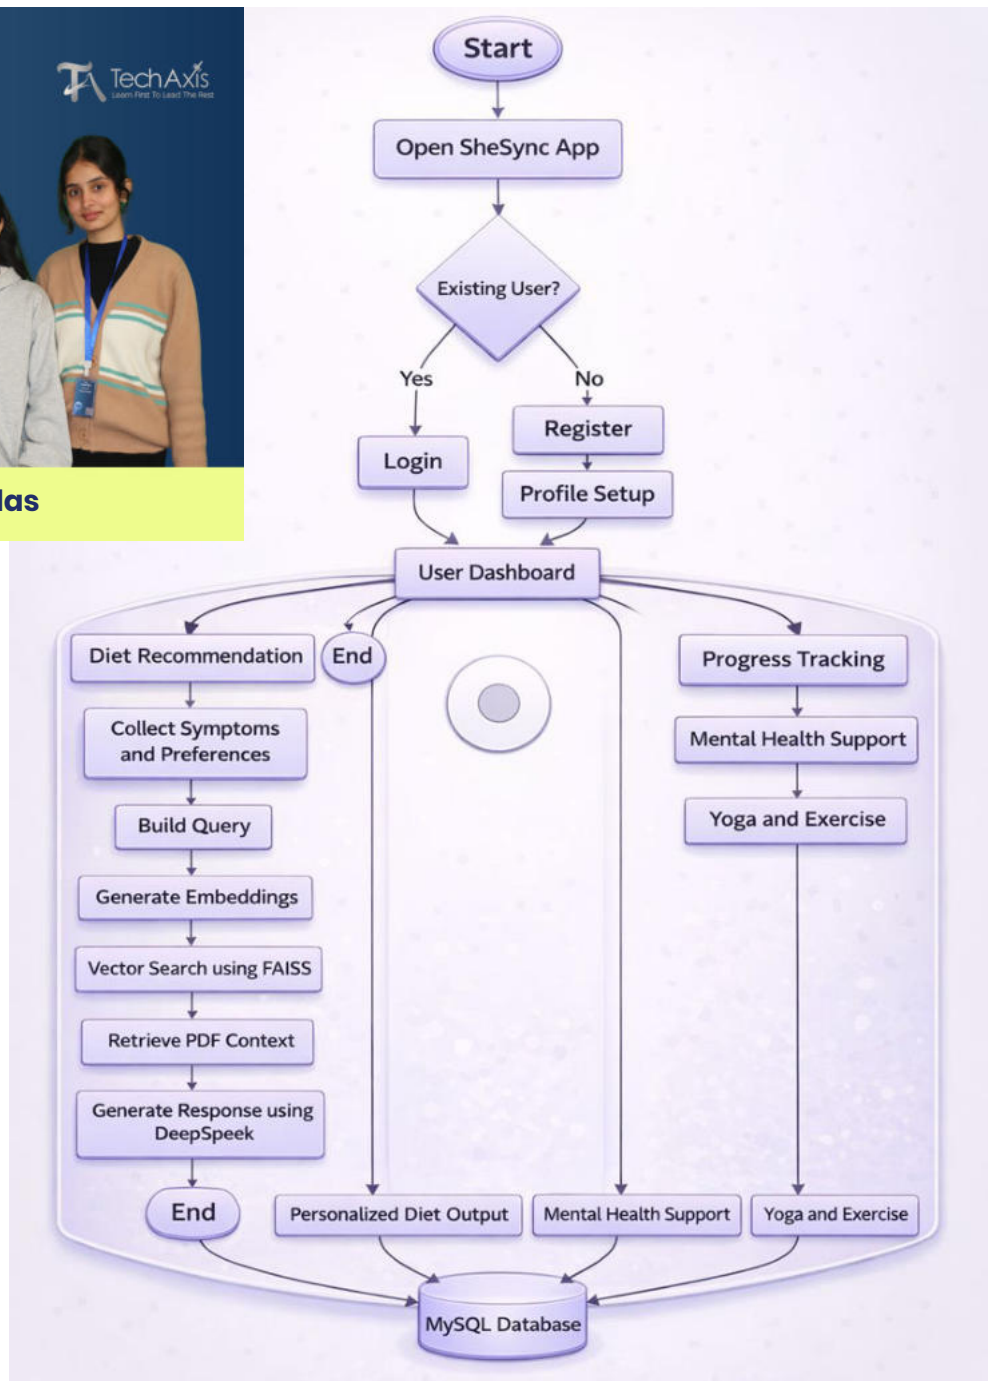 TechAxis
Learn First To Lead The Rest
las
Start
Open SheSync App
Existing User?
Yes
No
Login
Register
Profile Setup
User Dashboard
Diet Recommendation
End
Progress Tracking
Collect Symptoms
and Preferences
Mental Health Support
Build Query
Yoga and Exercise
Generate Embeddings
Vector Search using FAISS
Retrieve PDF Context
Generate Response using
DeepSpeek
End
Personalized Diet Output
Mental Health Support
Yoga and Exercise
MySQL Database